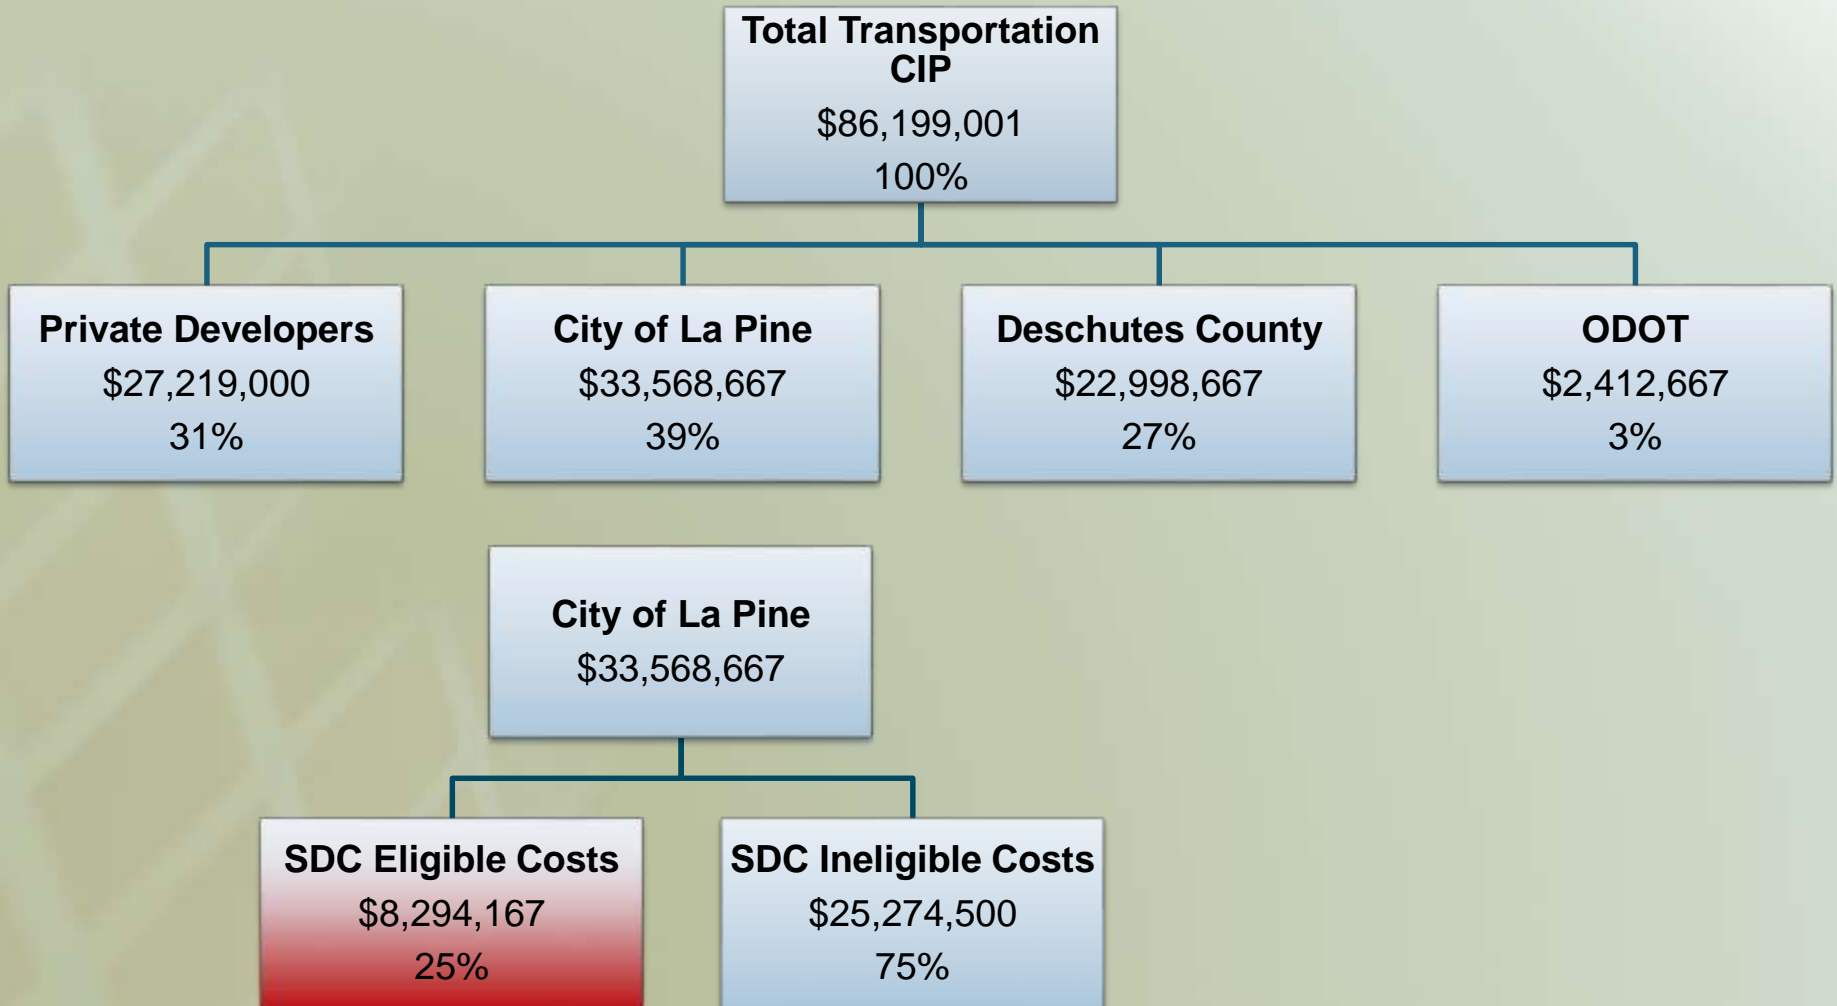 Total Transportation
CIP
$86,199,001
100%
Private Developers
$27,219,000
31%
City of La Pine
$33,568,667
39%
Deschutes County
$22,998,667
27%
ODOT
$2,412,667
3%
City of La Pine
$33,568,667
SDC Eligible Costs
$8,294,167
25%
SDC Ineligible Costs
$25,274,500
75%